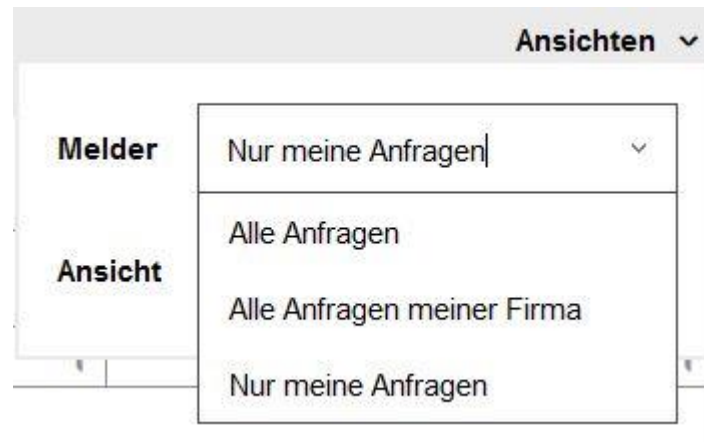 Ansichten
Melder
Nur meine Anfragen
Alle Anfragen
Ansicht
Alle Anfragen meiner Firma
Nur meine Anfragen